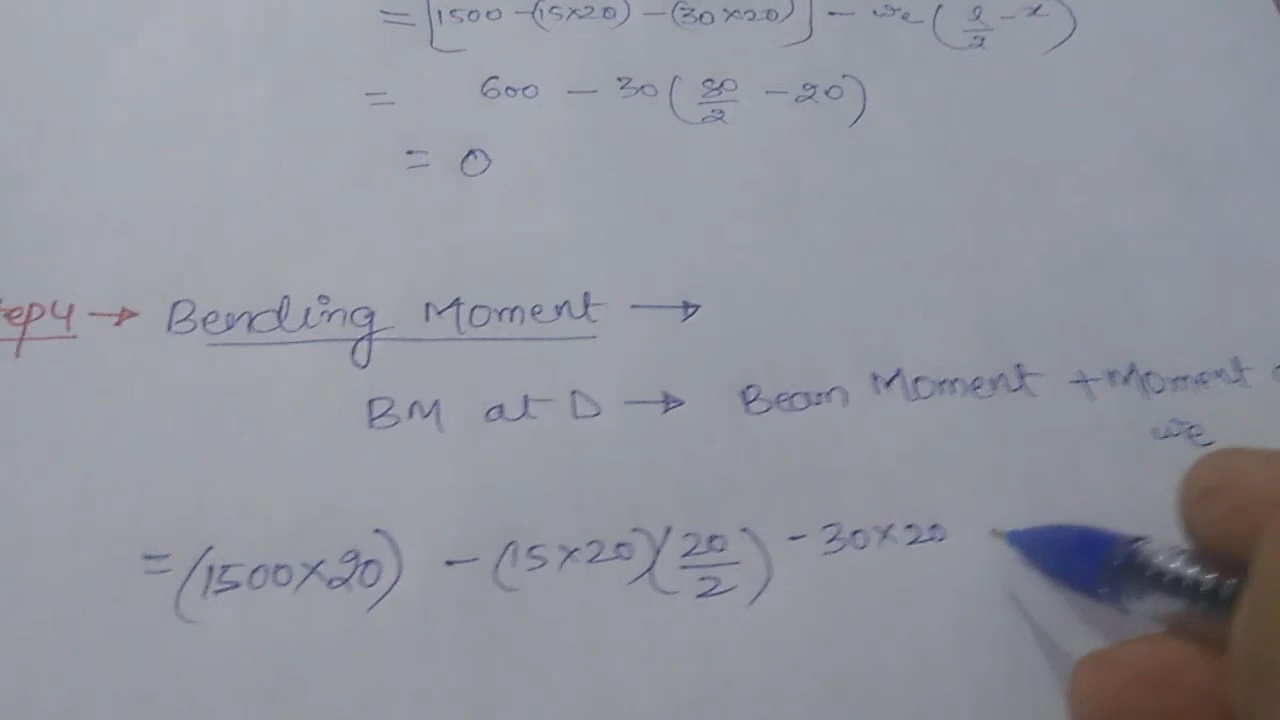 = [1500 - (15×20) - (30×20)] - we (l/2 - x)
= 600 - 30 (80/2 - 20)
= 0
ep4 → Bending Moment →
BM at D → Beam Moment + Moment
we
= (1500×20) - (15×20)(20/2) - 30×20